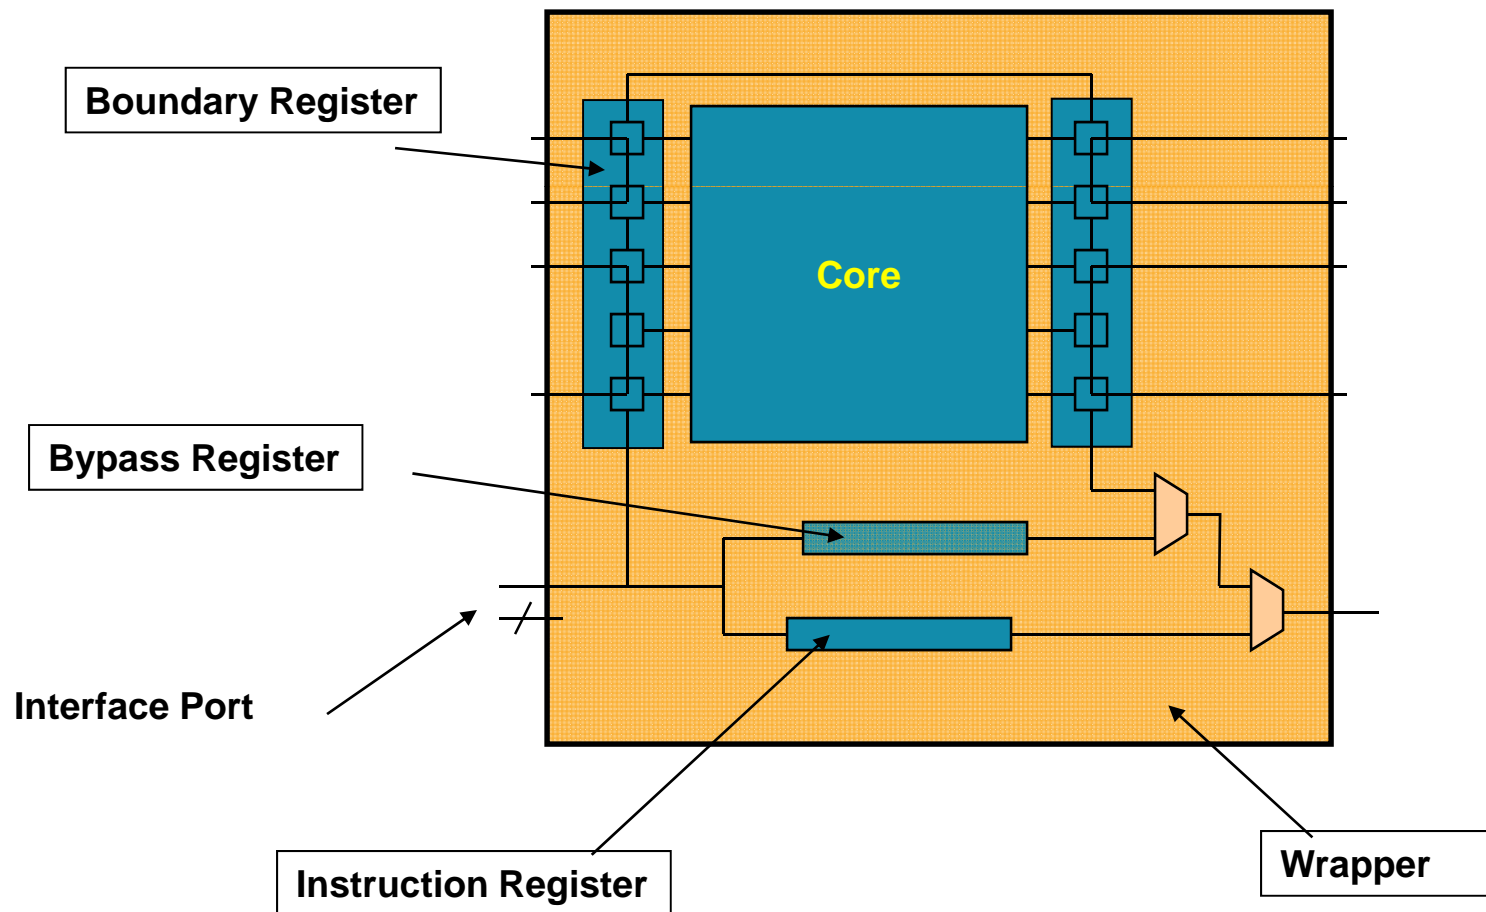 Boundary Register
Core
Bypass Register
Interface Port
Instruction Register
Wrapper